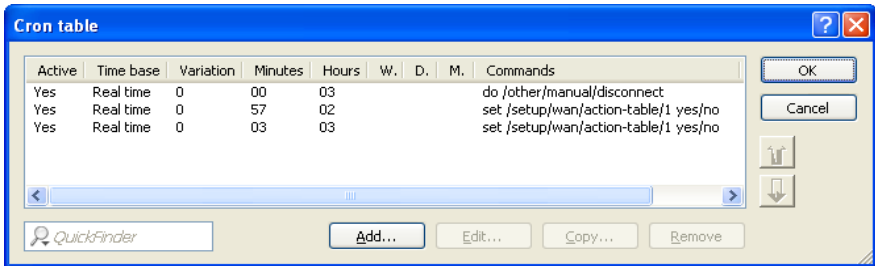 Cron table
Active Time base Variation Minutes Hours W. D. M. Commands
Yes Real time 0 00 03 do /other/manual/disconnect
Yes Real time 0 57 02 set /setup/wan/action-table/1 yes/no
Yes Real time 0 03 03 set /setup/wan/action-table/1 yes/no
OK
Cancel
QuickFinder Add... Edit... Copy... Remove